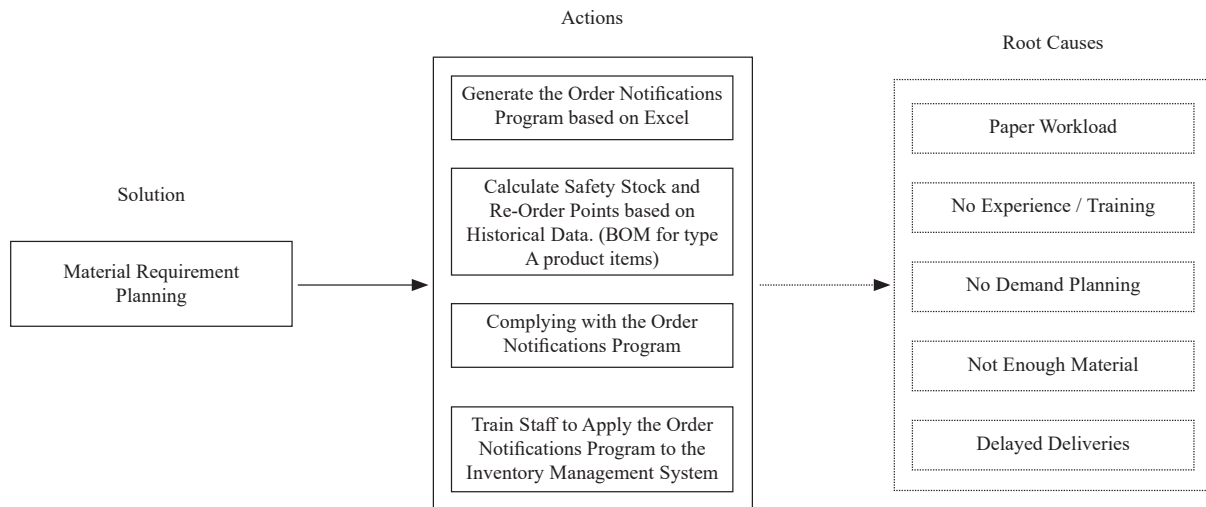 Actions
Root Causes
Solution
Material Requirement
Planning
Generate the Order Notifications
Program based on Excel
Calculate Safety Stock and
Re-Order Points based on
Historical Data. (BOM for type
A product items)
Complying with the Order
Notifications Program
Train Staff to Apply the Order
Notifications Program to the
Inventory Management System
Paper Workload
No Experience / Training
No Demand Planning
Not Enough Material
Delayed Deliveries